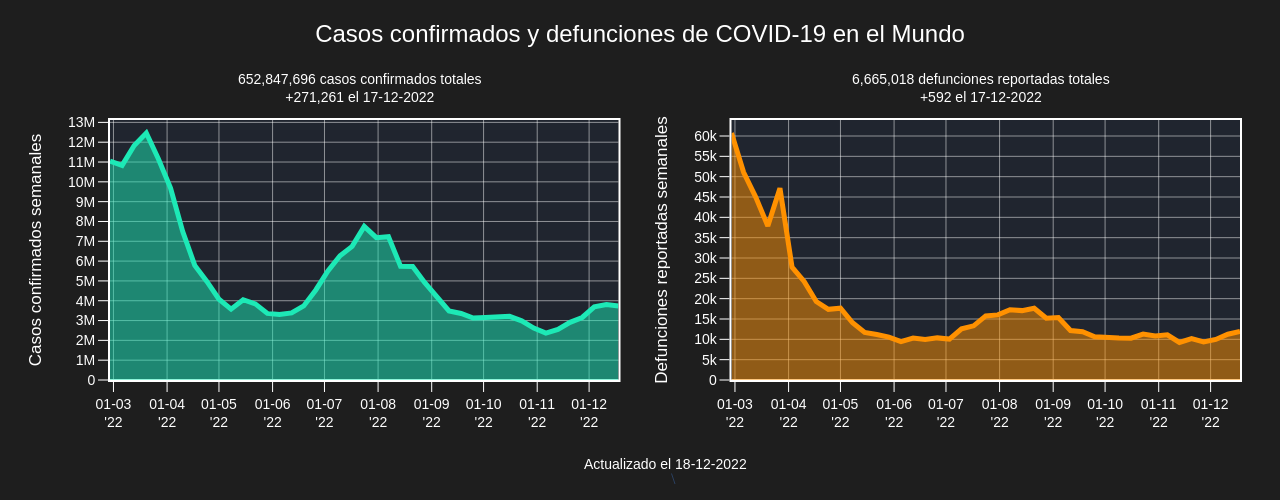 Casos confirmados y defunciones de COVID-19 en el Mundo
652,847,696 casos confirmados totales
+271,261 el 17-12-2022
Casos confirmados semanales
13M
12M
11M
10M
9M
8M
7M
6M
5M
4M
3M
2M
1M
0
01-03 01-04 01-05 01-06 01-07 01-08 01-09 01-10 01-11 01-12
'22 '22 '22 '22 '22 '22 '22 '22 '22 '22
6,665,018 defunciones reportadas totales
+592 el 17-12-2022
Defunciones reportadas semanales
60k
55k
50k
45k
40k
35k
30k
25k
20k
15k
10k
5k
0
01-03 01-04 01-05 01-06 01-07 01-08 01-09 01-10 01-11 01-12
'22 '22 '22 '22 '22 '22 '22 '22 '22 '22
Actualizado el 18-12-2022
\